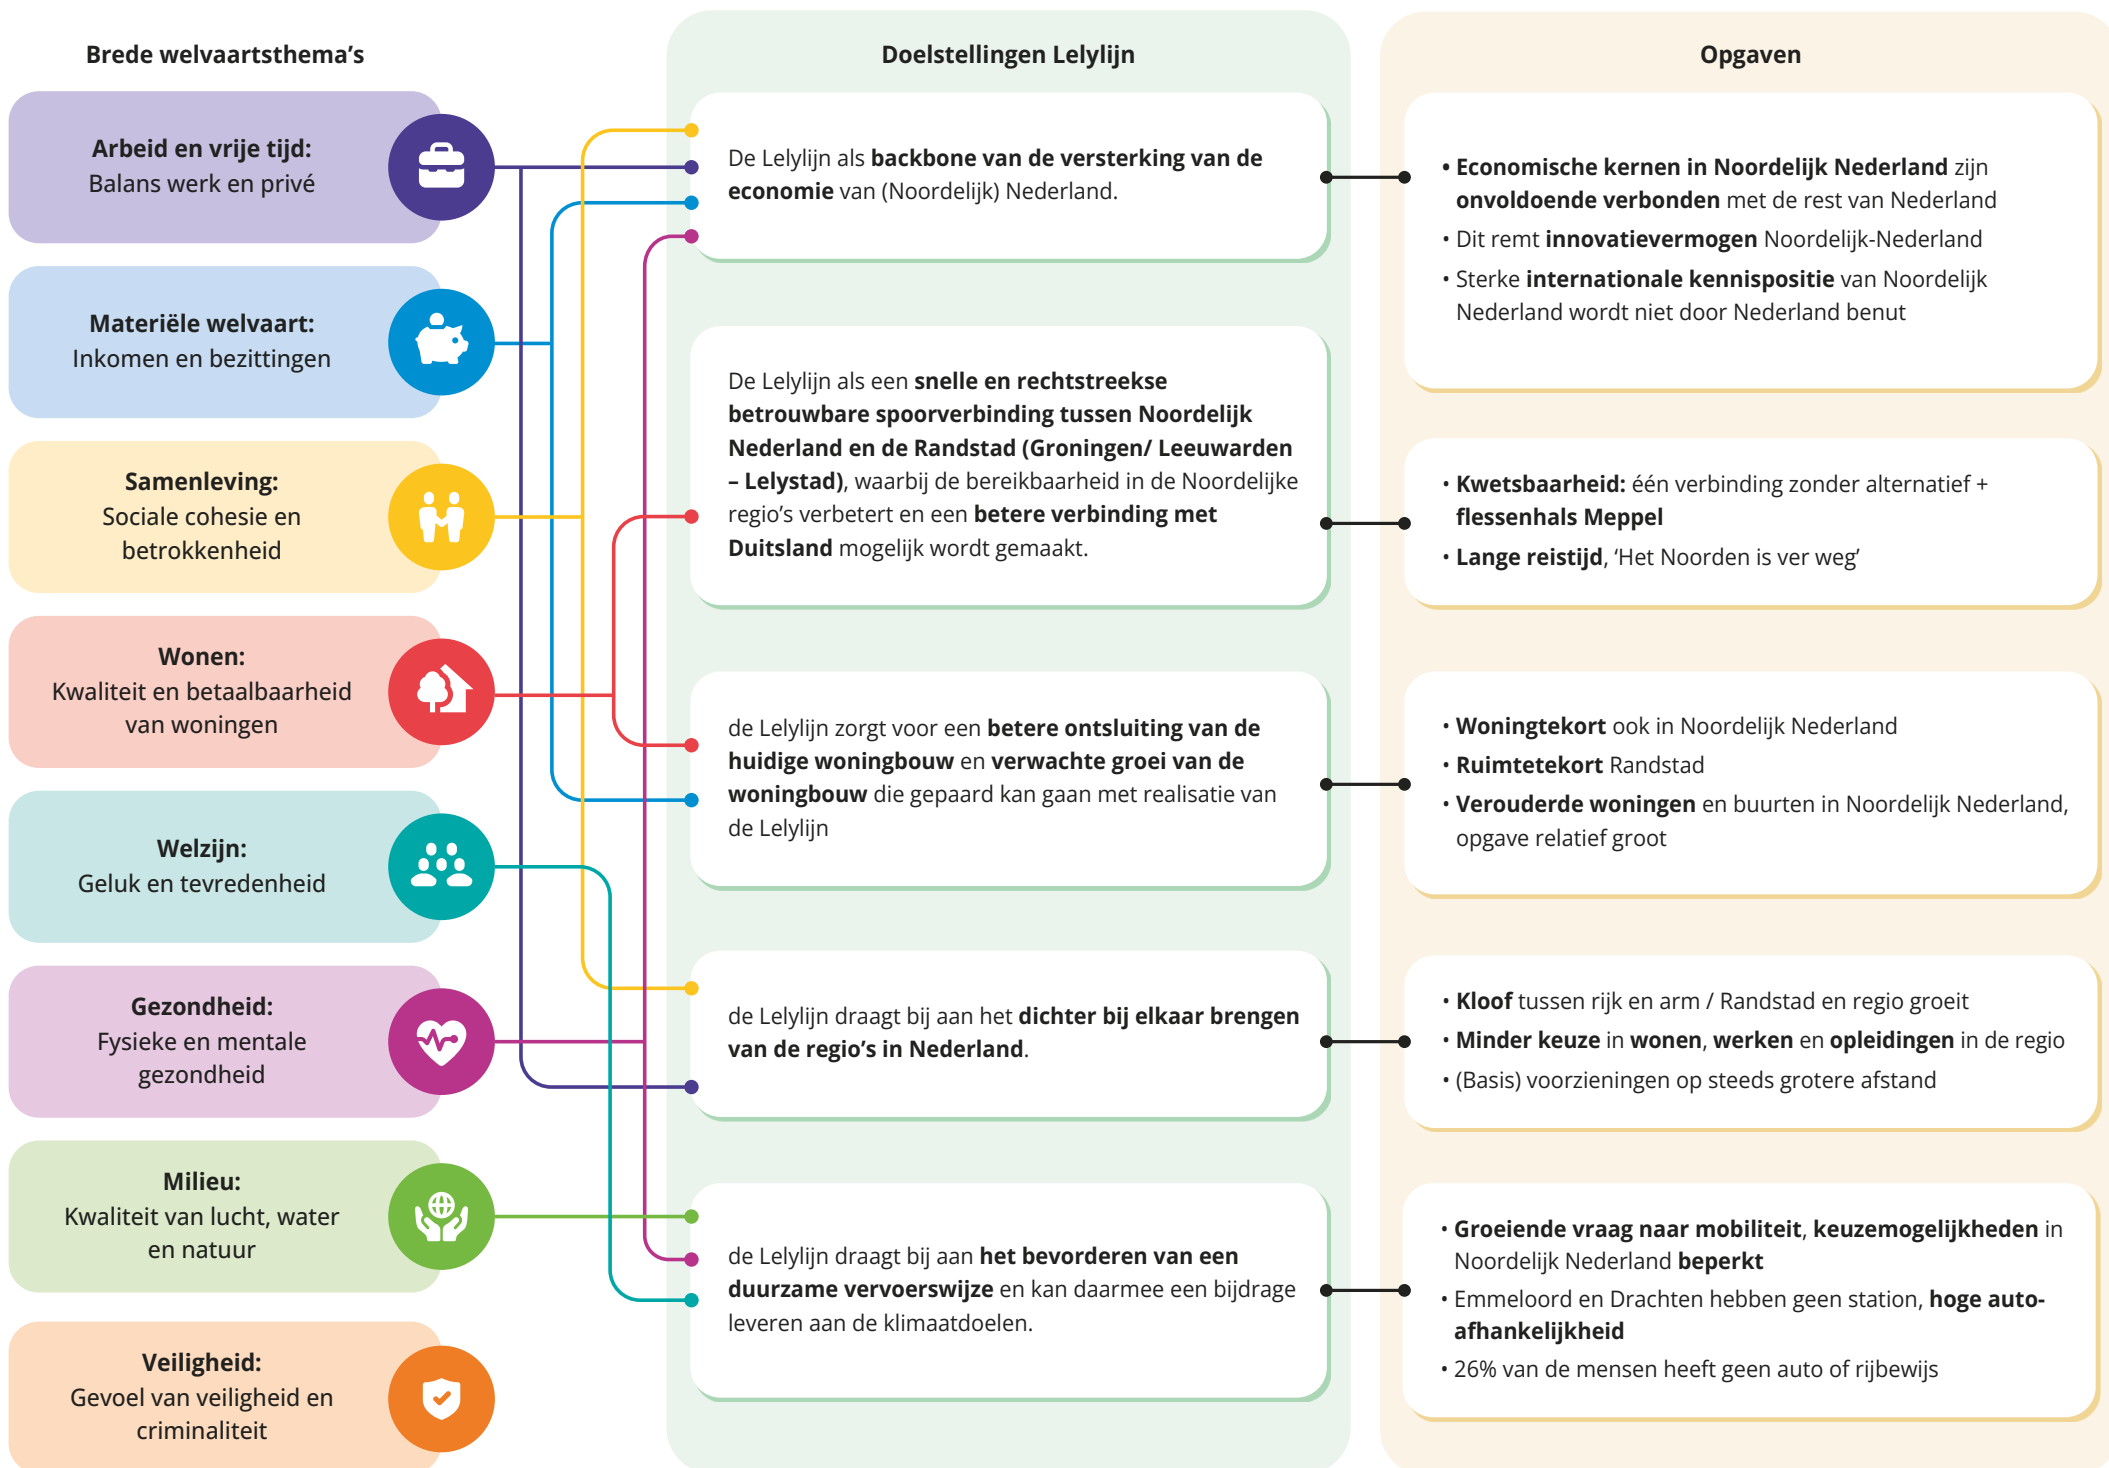 Brede welvaartsthema's
Arbeid en vrije tijd:
Balans werk en privé
Materiële welvaart:
Inkomen en bezittingen
Samenleving:
Sociale cohesie en
betrokkenheid
Wonen:
Kwaliteit en betaalbaarheid
van woningen
Welzijn:
Geluk en tevredenheid
Gezondheid:
Fysieke en mentale
gezondheid
Milieu:
Kwaliteit van lucht, water
en natuur
Veiligheid:
Gevoel van veiligheid en
criminaliteit
Doelstellingen Lelylijn
De Lelylijn als backbone van de versterking van de
economie van (Noordelijk) Nederland.
De Lelylijn als een snelle en rechtstreekse
betrouwbare spoorverbinding tussen Noordelijk
Nederland en de Randstad (Groningen/ Leeuwarden
– Lelystad), waarbij de bereikbaarheid in de Noordelijke
regio's verbetert en een betere verbinding met
Duitsland mogelijk wordt gemaakt.
de Lelylijn zorgt voor een betere ontsluiting van de
huidige woningbouw en verwachte groei van de
woningbouw die gepaard kan gaan met realisatie van
de Lelylijn
de Lelylijn draagt bij aan het dichter bij elkaar brengen
van de regio's in Nederland.
de Lelylijn draagt bij aan het bevorderen van een
duurzame vervoerswijze en kan daarmee een bijdrage
leveren aan de klimaatdoelen.
Opgaven
• Economische kernen in Noordelijk Nederland zijn
onvoldoende verbonden met de rest van Nederland
• Dit remt innovatievermogen Noordelijk-Nederland
• Sterke internationale kennispositie van Noordelijk
Nederland wordt niet door Nederland benut
• Kwetsbaarheid: één verbinding zonder alternatief +
flessenhals Meppel
• Lange reistijd, 'Het Noorden is ver weg'
• Woningtekort ook in Noordelijk Nederland
• Ruimtetekort Randstad
• Verouderde woningen en buurten in Noordelijk Nederland,
opgave relatief groot
• Kloof tussen rijk en arm / Randstad en regio groeit
• Minder keuze in wonen, werken en opleidingen in de regio
• (Basis) voorzieningen op steeds grotere afstand
• Groeiende vraag naar mobiliteit, keuzemogelijkheden in
Noordelijk Nederland beperkt
• Emmeloord en Drachten hebben geen station, hoge auto-
afhankelijkheid
• 26% van de mensen heeft geen auto of rijbewijs